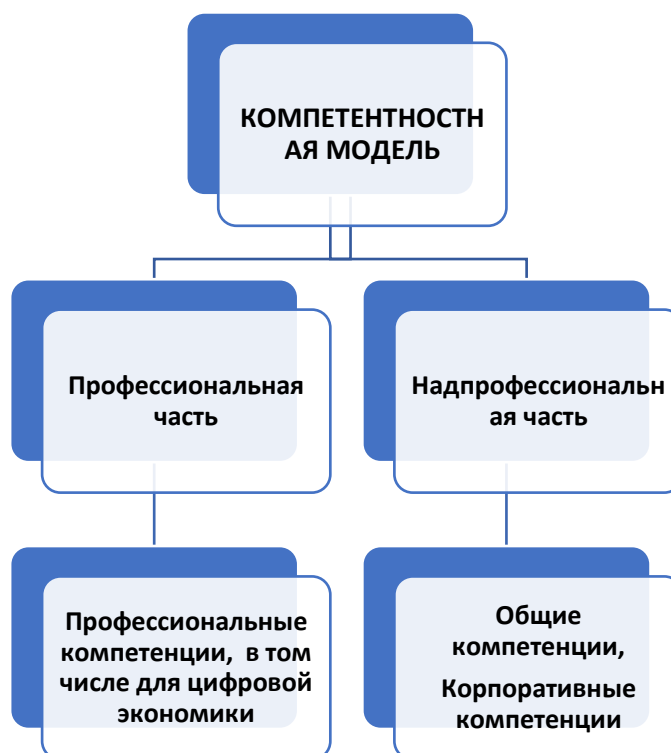 КОМПЕТЕНТНОСТН
АЯ МОДЕЛЬ
Профессиональная
часть
Надпрофессиональн
ая часть
Профессиональные
компетенции, в том
числе для цифровой
экономики
Общие
компетенции,
Корпоративные
компетенции